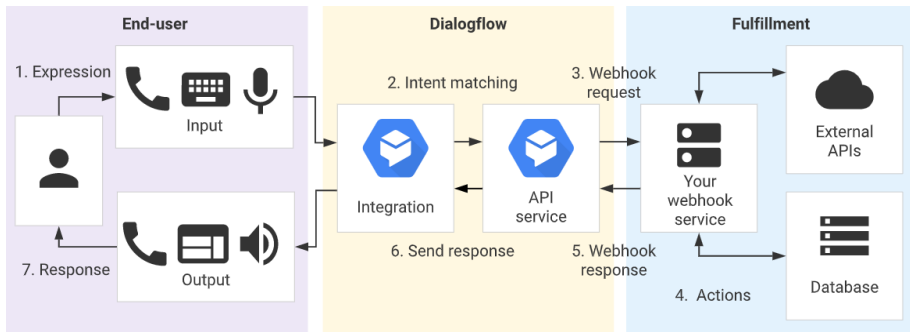 End-user
Dialogflow
Fulfillment
1. Expression
Input
2. Intent matching
3. Webhook
request
External
APIs
Integration
API
service
Your
webhook
service
7. Response
Output
6. Send response
5. Webhook
response
4. Actions
Database